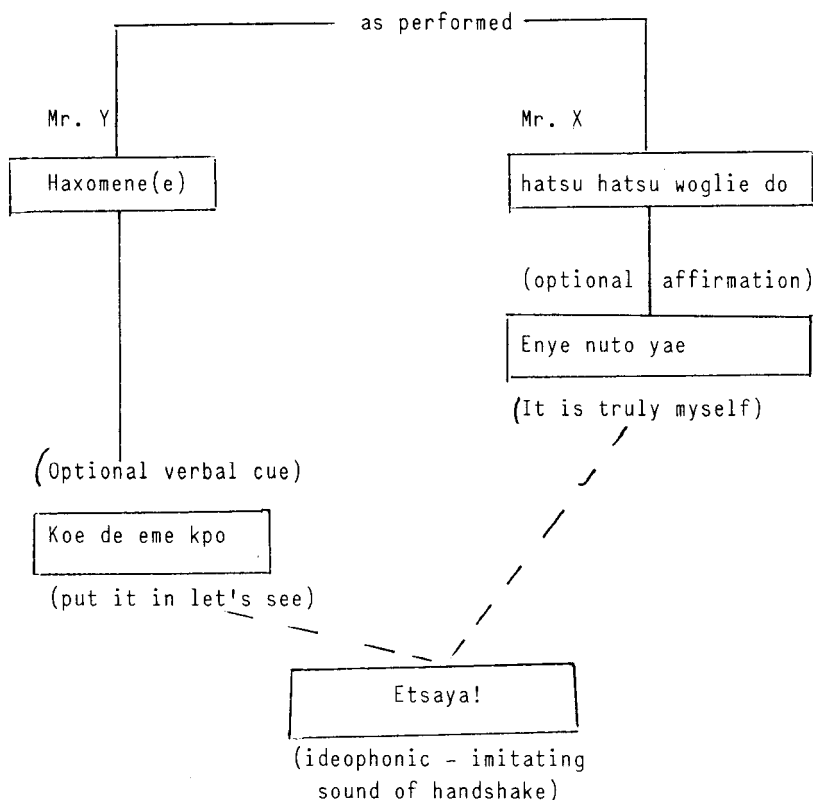 as performed
Mr. Y
Mr. X
Haxomene(e)
hatsu hatsu woglie do
(optional affirmation)
Enye nuto yae
(It is truly myself)
(Optional verbal cue)
Koe de eme kpo
(put it in let's see)
Etsaya!
(ideophonic - imitating
sound of handshake)